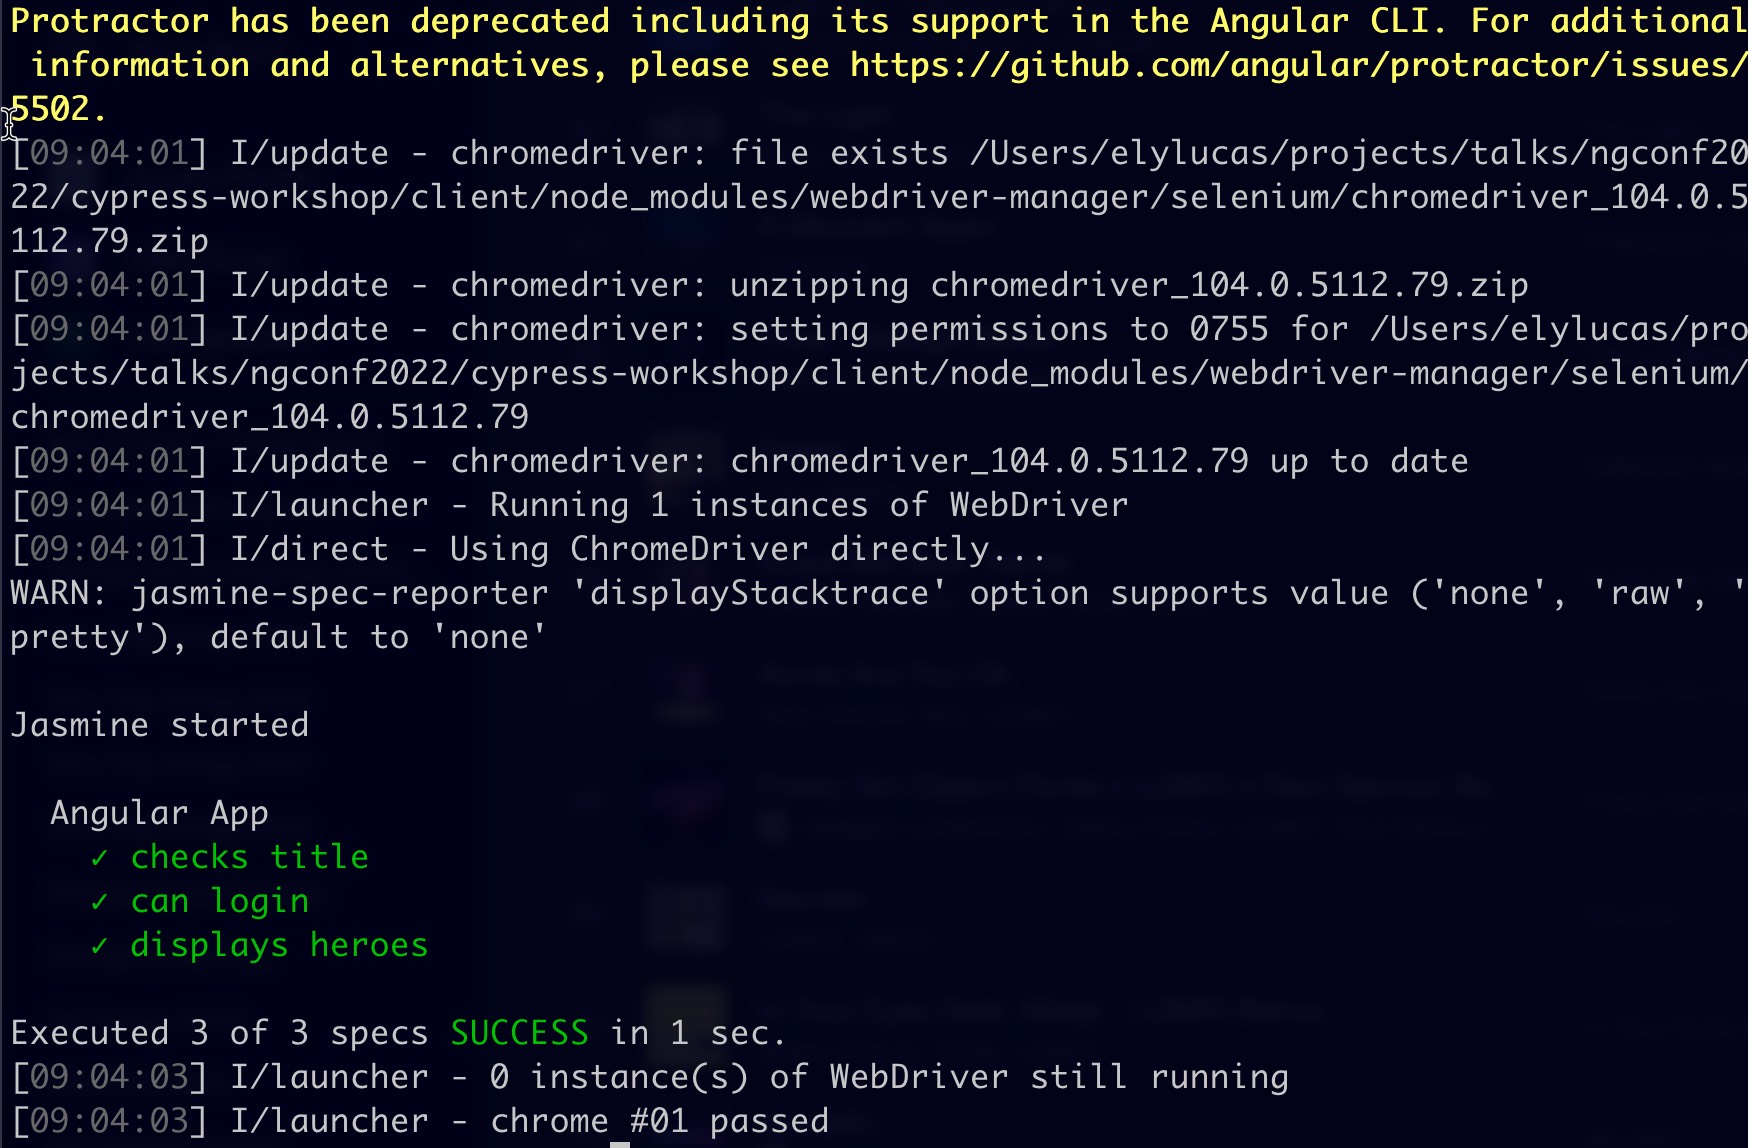 Protractor has been deprecated including its support in the Angular CLI. For additional
 information and alternatives, please see https://github.com/angular/protractor/issues/
5502.
[09:04:01] I/update - chromedriver: file exists /Users/elylucas/projects/talks/ngconf20
22/cypress-workshop/client/node_modules/webdriver-manager/selenium/chromedriver_104.0.5
112.79.zip
[09:04:01] I/update - chromedriver: unzipping chromedriver_104.0.5112.79.zip
[09:04:01] I/update - chromedriver: setting permissions to 0755 for /Users/elylucas/pro
jects/talks/ngconf2022/cypress-workshop/client/node_modules/webdriver-manager/selenium/
chromedriver_104.0.5112.79
[09:04:01] I/update - chromedriver: chromedriver_104.0.5112.79 up to date
[09:04:01] I/launcher - Running 1 instances of WebDriver
[09:04:01] I/direct - Using ChromeDriver directly...
WARN: jasmine-spec-reporter 'displayStacktrace' option supports value ('none', 'raw', '
pretty'), default to 'none'
Jasmine started
Angular App
✓ checks title
✓ can login
✓ displays heroes
Executed 3 of 3 specs SUCCESS in 1 sec.
[09:04:03] I/launcher - 0 instance(s) of WebDriver still running
[09:04:03] I/launcher - chrome #01 passed